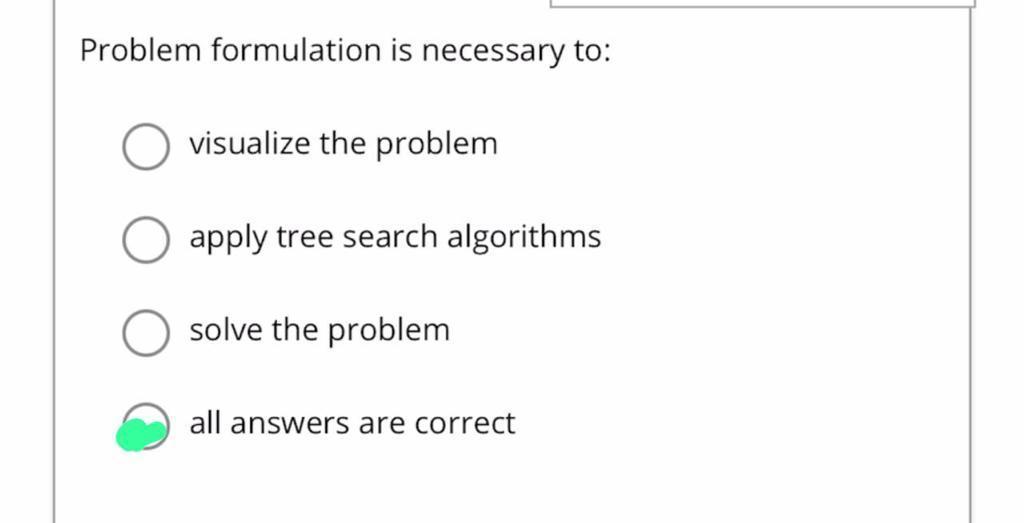 Problem formulation is necessary to:
visualize the problem
apply tree search algorithms
solve the problem
all answers are correct